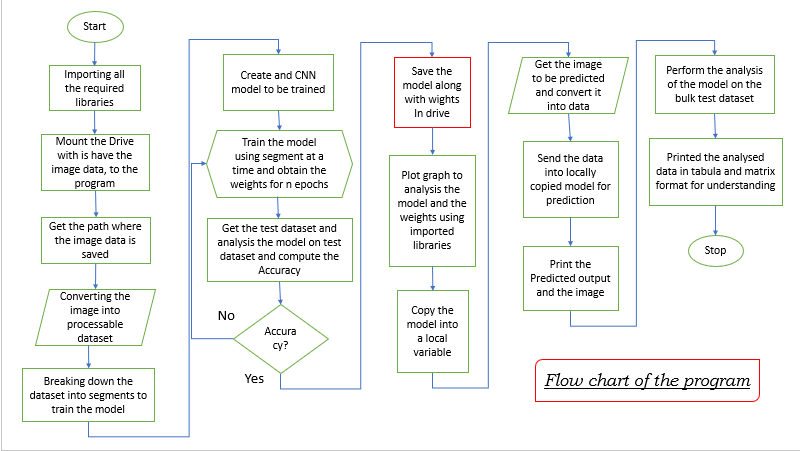 Start
Importing all
the required
libraries
Mount the Drive
with is have the
image data, to the
program
Get the path where
the image data is
saved
Converting the
image into
processable
dataset
Breaking down the
dataset into segments to
train the model
Create and CNN
model to be trained
Train the model
using segment at a
time and obtain the
weights for n epochs
Get the test dataset and
analysis the model on test
dataset and compute the
Accuracy
No
Accura
cy?
Yes
Save the
model along
with wights
In drive
Plot graph to
analysis the
model and the
weights using
imported
libraries
Copy the
model into
a local
variable
Get the image
to be predicted
and convert it
into data
Send the data
into locally
copied model for
prediction
Print the
Predicted output
and the image
Perform the analysis
of the model on the
bulk test dataset
Printed the analysed
data in tabula and matrix
format for understanding
Stop
Flow chart of the program